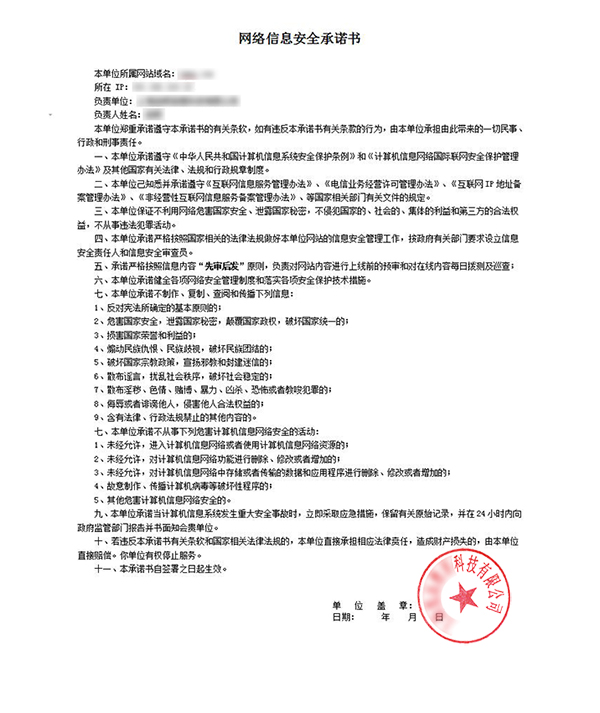 网络信息安全承诺书
本单位所属网站域名：
所在 IP：
负责单位：
负责人姓名：
本单位郑重承诺遵守本承诺书的有关条款，如有违反本承诺书有关条款的行为，由本单位承担由此带来的一切民事、
行政和刑事责任。
一、本单位承诺遵守《中华人民共和国计算机信息系统安全保护条例》和《计算机信息网络国际联网安全保护管理
办法》及其他国家有关法律、法规和行政规章制度。
二、本单位已知悉并承诺遵守《互联网信息服务管理办法》、《电信业务经营许可管理办法》、《互联网 IP 地址备
案管理办法》、《非经营性互联网信息服务备案管理办法》、等国家相关部门有关文件的规定。
三、本单位保证不利用网络危害国家安全、泄露国家秘密，不侵犯国家的、社会的、集体的利益和第三方的合法权
益，不从事违法犯罪活动。
四、本单位承诺严格按照国家相关的法律法规做好本单位网站的信息安全管理工作，按政府有关部门要求设立信息
安全责任人和信息安全审查员。
五、承诺严格按照信息内容“先审后发”原则，负责对网站内容进行上线前的预审和对在线内容每日拨测及巡查；
六、本单位承诺健全各项网络安全管理制度和落实各项安全保护技术措施。
七、本单位承诺不制作、复制、查阅和传播下列信息：
1、反对宪法所确定的基本原则的；
2、危害国家安全，泄露国家秘密，颠覆国家政权，破坏国家统一的；
3、损害国家荣誉和利益的；
4、煽动民族仇恨、民族歧视，破坏民族团结的；
5、破坏国家宗教政策，宣扬邪教和封建迷信的；
6、散布谣言，扰乱社会秩序，破坏社会稳定的；
7、散布淫秽、色情、赌博、暴力、凶杀、恐怖或者教唆犯罪的；
8、侮辱或者诽谤他人，侵害他人合法权益的；
9、含有法律、行政法规禁止的其他内容的。
七、本单位承诺不从事下列危害计算机信息网络安全的活动：
1、未经允许，进入计算机信息网络或者使用计算机信息网络资源的；
2、未经允许，对计算机信息网络功能进行删除、修改或者增加的；
3、未经允许，对计算机信息网络中存储或者传输的数据和应用程序进行删除、修改或者增加的；
4、故意制作、传播计算机病毒等破坏性程序的；
5、其他危害计算机信息网络安全的。
九、本单位承诺当计算机信息系统发生重大安全事故时，立即采取应急措施，保留有关原始记录，并在 24 小时内向
政府监管部门报告并书面知会贵单位。
十、若违反本承诺书有关条款和国家相关法律法规的，本单位直接承担相应法律责任，造成财产损失的，由本单位
直接赔偿。你单位有权停止服务。
十一、本承诺书自签署之日起生效。
科技有限公司
单 位 盖 章：
日期： 年 月 日